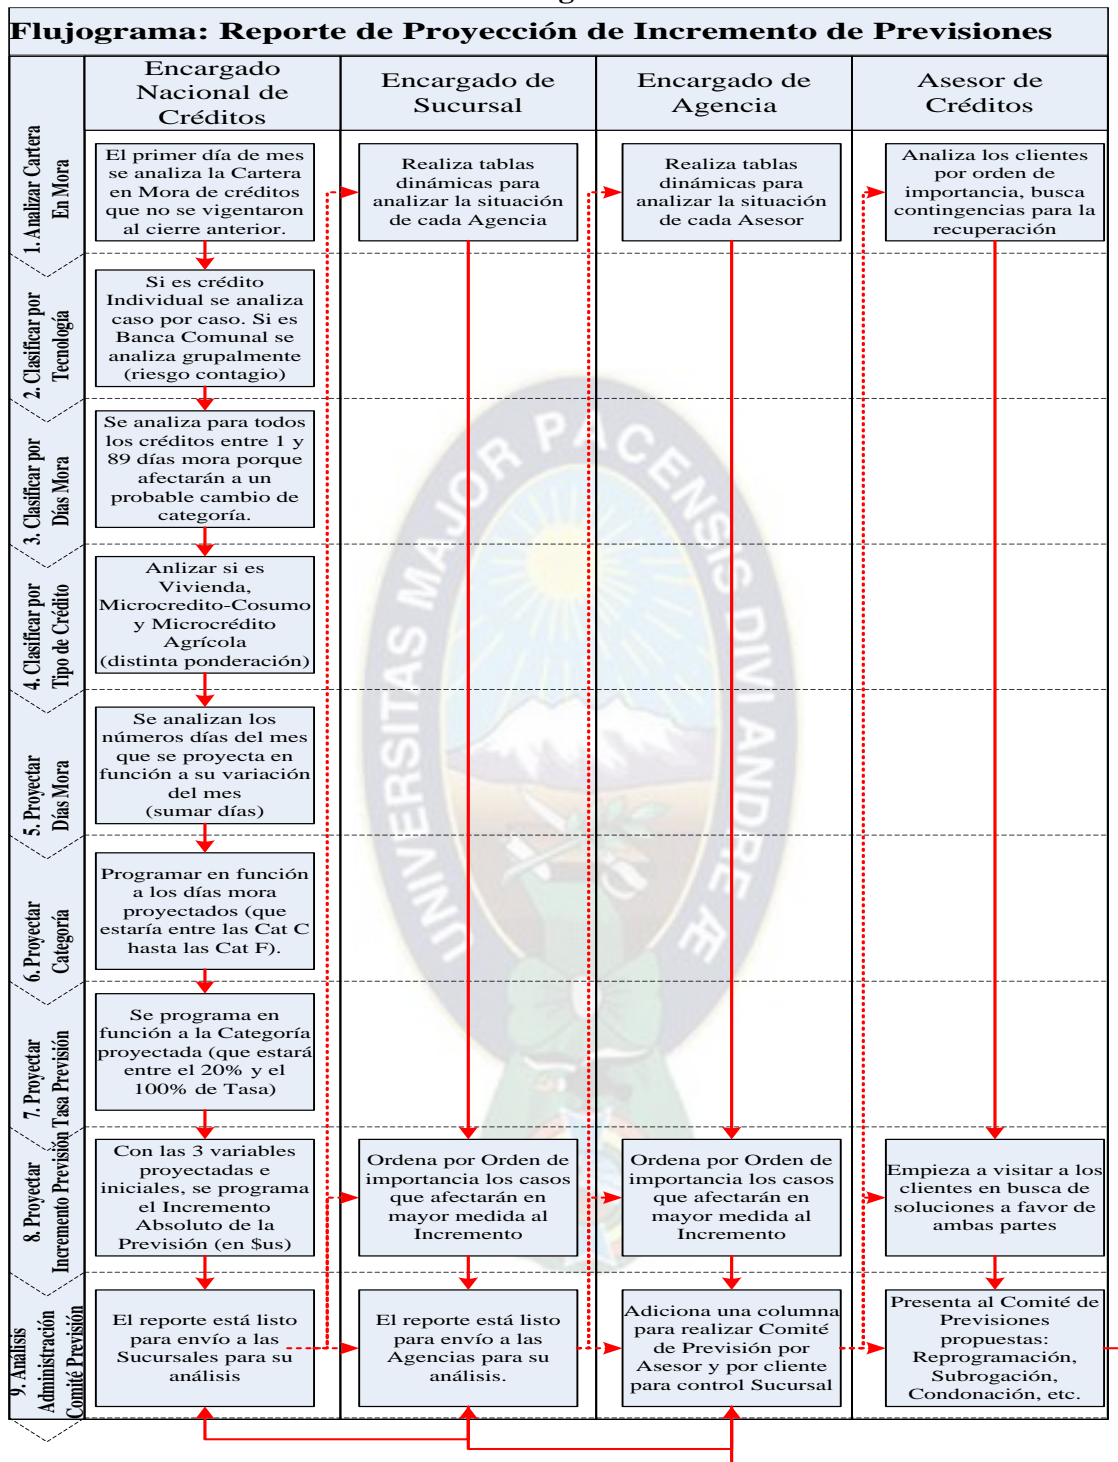 Flujograma: Reporte de Proyección de Incremento de Previsiones
Encargado
Nacional de
Créditos
Encargado de
Sucursal
Encargado de
Agencia
Asesor de
Créditos
1. Analizar Cartera
En Mora
El primer día de mes
se analiza la Cartera
en Mora de créditos
que no se vigentaron
al cierre anterior.
Realiza tablas
dinámicas para
analizar la situación
de cada Agencia
Realiza tablas
dinámicas para
analizar la situación
de cada Asesor
Analiza los clientes
por orden de
importancia, busca
contingencias para la
recuperación
2. Clasificar por
Tecnología
Si es crédito
Individual se analiza
caso por caso. Si es
Banca Comunal se
analiza grupalmente
(riesgo contagio)
3. Clasificar por
Días Mora
Se analiza para todos
los créditos entre 1 y
89 días mora porque
afectarán a un
probable cambio de
categoría.
4. Clasificar por
Tipo de Crédito
Anlizar si es
Vivienda,
Microcredito-Cosumo
y Microcrédito
Agrícola
(distinta ponderación)
5. Proyectar
Días Mora
Se analizan los
números días del mes
que se proyecta en
función a su variación
del mes
(sumar días)
6. Proyectar
Categoría
Programar en función
a los días mora
proyectados (que
estaría entre las Cat C
hasta las Cat F).
7. Proyectar
Tasa Previsión
Se programa en
función a la Categoría
proyectada (que estará
entre el 20% y el
100% de Tasa)
8. Proyectar
Incremento Previsión
Con las 3 variables
proyectadas e
iniciales, se programa
el Incremento
Absoluto de la
Previsión (en $us)
Ordena por Orden de
importancia los casos
que afectarán en
mayor medida al
Incremento
Ordena por Orden de
importancia los casos
que afectarán en
mayor medida al
Incremento
Empieza a visitar a los
clientes en busca de
soluciones a favor de
ambas partes
9. Análisis
Administración
Comité Previsión
El reporte está listo
para envío a las
Sucursales para su
análisis
El reporte está listo
para envío a las
Agencias para su
análisis.
Adiciona una columna
para realizar Comité
de Previsión por
Asesor y por cliente
para control Sucursal
Presenta al Comité de
Previsiones
propuestas:
Reprogramación,
Subrogación,
Condonación, etc.
UNIVERSITAS MAJOR PACENSIS DIVI ANDRE Æ